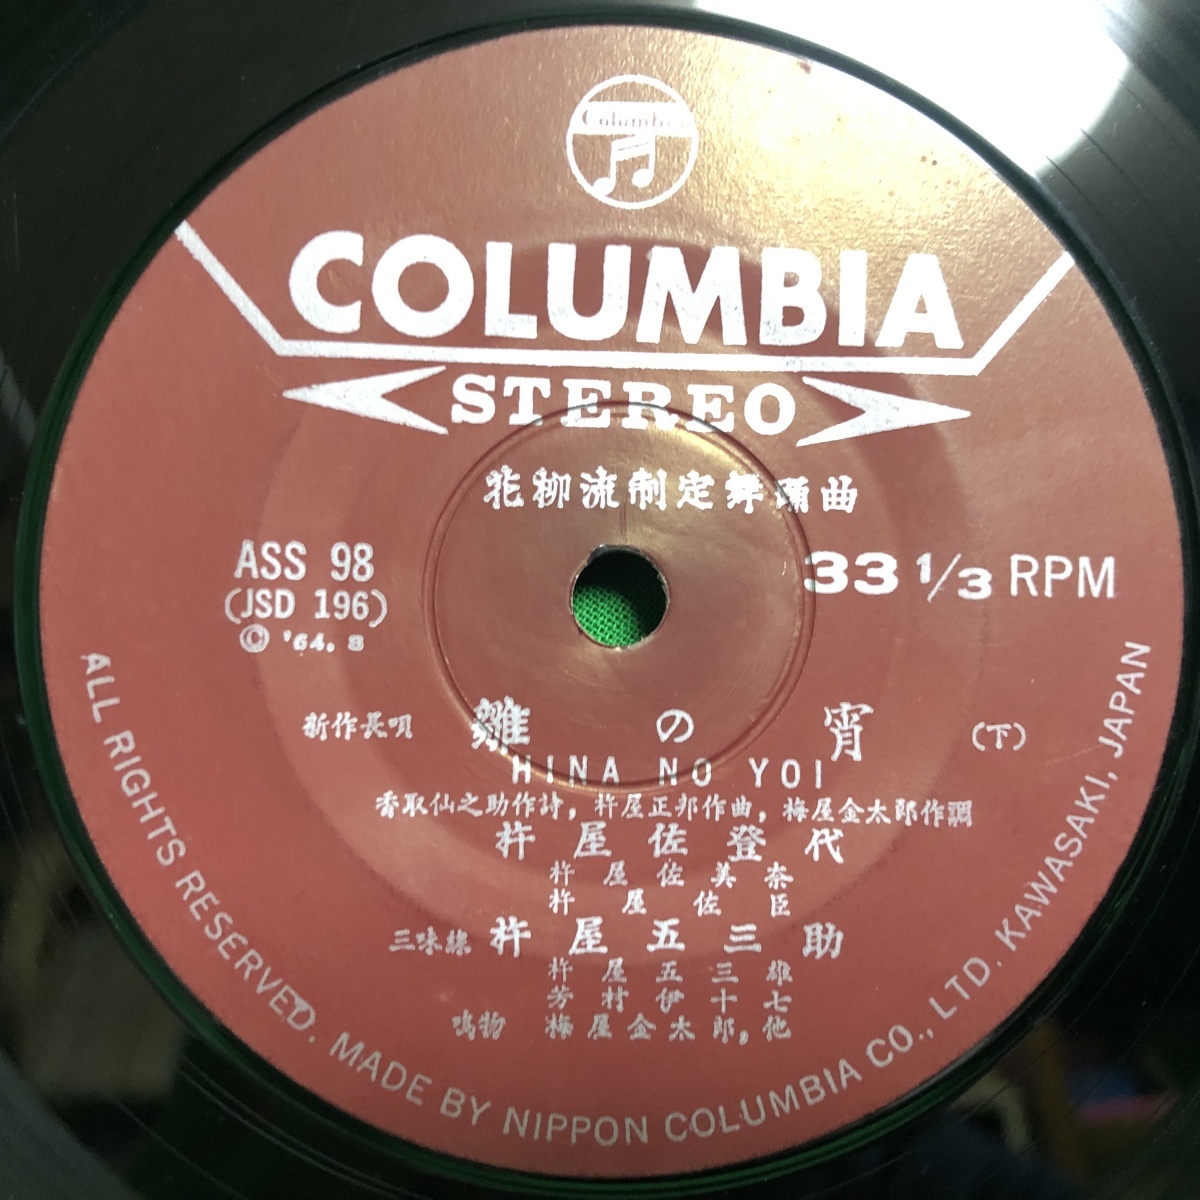 Columbia
COLUMBIA
STEREO
花柳流制定舞踊曲
ASS 98
(JSD 196)
Ⓒ '64. 8
33 1/3 RPM
新作長唄 雛の宵 (下)
HINA NO YOI
香取仙之助作詩, 杵屋正邦作曲, 梅屋金太郎作調
杵屋佐登代
杵屋佐美奈
杵屋佐臣
三味線 杵屋五三助
杵屋五三雄
芳村伊十七
鳴物 梅屋金太郎, 他
ALL RIGHTS RESERVED. MADE BY NIPPON COLUMBIA CO., LTD. KAWASAKI, JAPAN